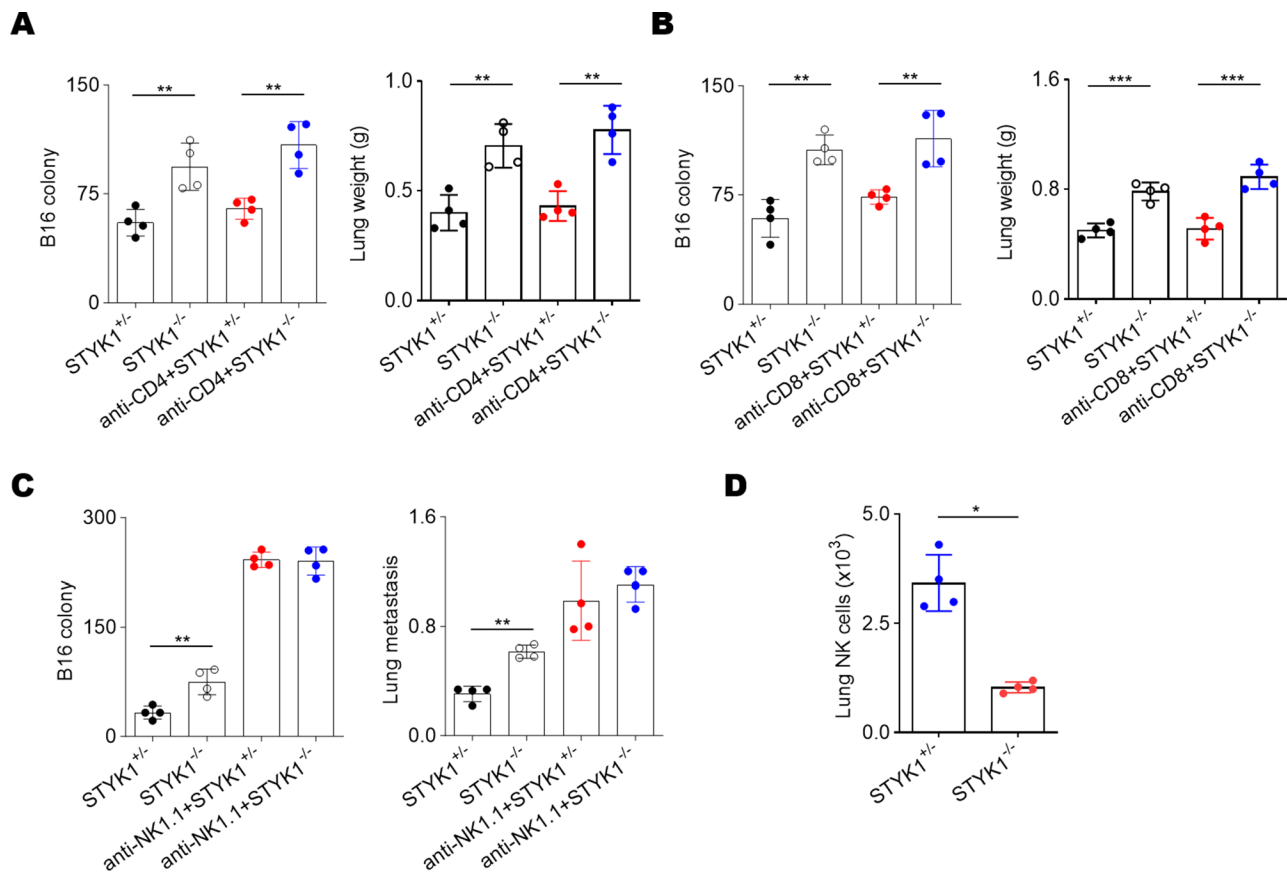 A
B16 colony
150
75
0
**
**
STYK1+/-
STYK1-/-
anti-CD4+STYK1+/-
anti-CD4+STYK1-/-
Lung weight (g)
1.0
0.5
0.0
**
**
STYK1+/-
STYK1-/-
anti-CD4+STYK1+/-
anti-CD4+STYK1-/-
B
B16 colony
150
75
0
**
**
STYK1+/-
STYK1-/-
anti-CD8+STYK1+/-
anti-CD8+STYK1-/-
Lung weight (g)
1.6
0.8
0.0
***
***
STYK1+/-
STYK1-/-
anti-CD8+STYK1+/-
anti-CD8+STYK1-/-
C
B16 colony
300
150
0
**
STYK1+/-
STYK1-/-
anti-NK1.1+STYK1+/-
anti-NK1.1+STYK1-/-
Lung metastasis
1.6
0.8
0.0
**
STYK1+/-
STYK1-/-
anti-NK1.1+STYK1+/-
anti-NK1.1+STYK1-/-
D
Lung NK cells (x10³)
5.0
2.5
0.0
*
STYK1+/-
STYK1-/-